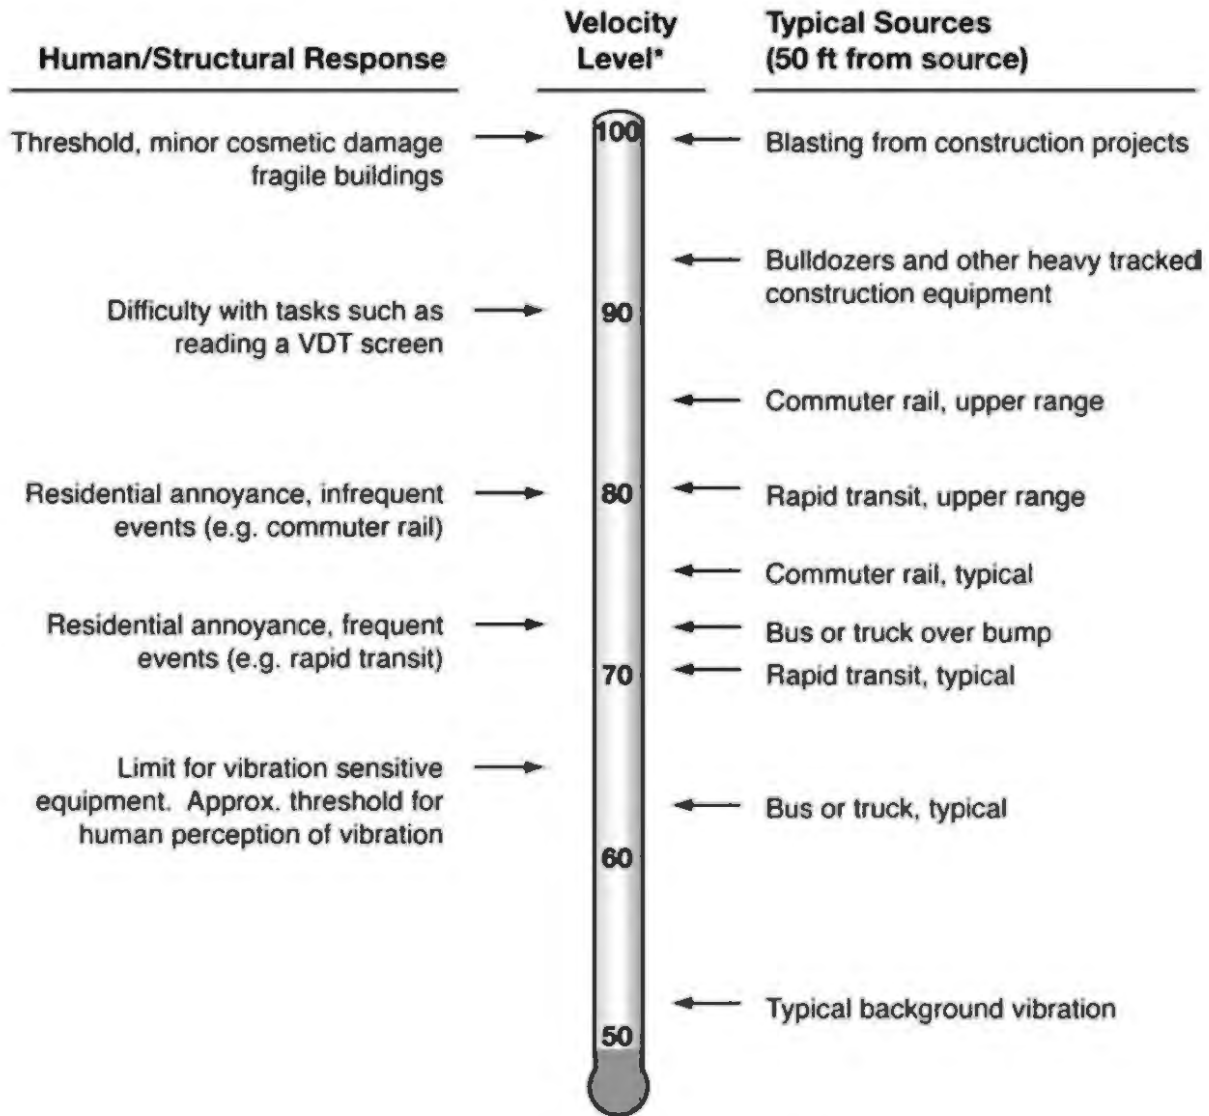 Human/Structural Response
Velocity
Level*
Typical Sources
(50 ft from source)
Threshold, minor cosmetic damage
fragile buildings
100
Blasting from construction projects
Bulldozers and other heavy tracked
construction equipment
Difficulty with tasks such as
reading a VDT screen
90
Commuter rail, upper range
Residential annoyance, infrequent
events (e.g. commuter rail)
80
Rapid transit, upper range
Commuter rail, typical
Residential annoyance, frequent
events (e.g. rapid transit)
Bus or truck over bump
70
Rapid transit, typical
Limit for vibration sensitive
equipment. Approx. threshold for
human perception of vibration
Bus or truck, typical
60
Typical background vibration
50